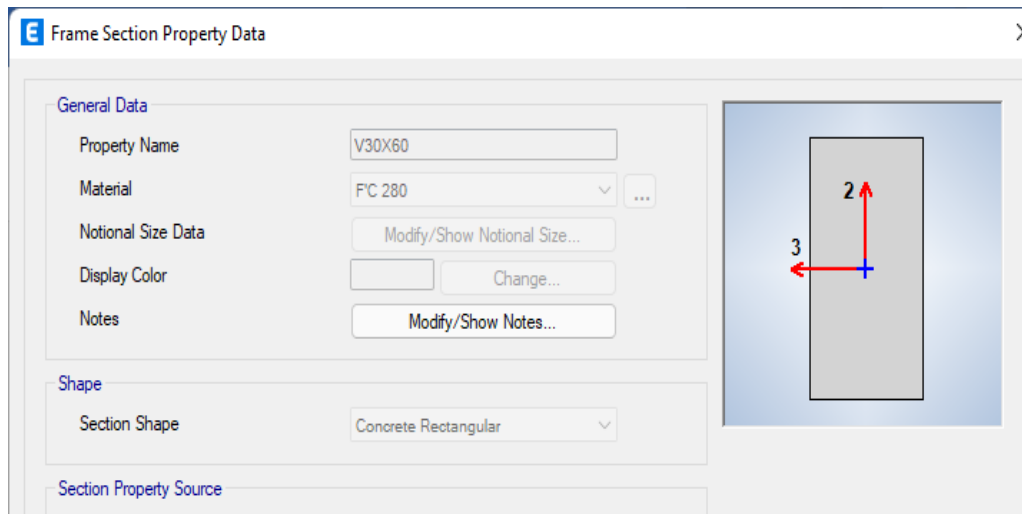 E Frame Section Property Data
General Data
Property Name V30X60
Material F'C 280 ...
Notional Size Data Modify/Show Notional Size...
Display Color Change...
Notes Modify/Show Notes...
Shape
Section Shape Concrete Rectangular
Section Property Source
2
3